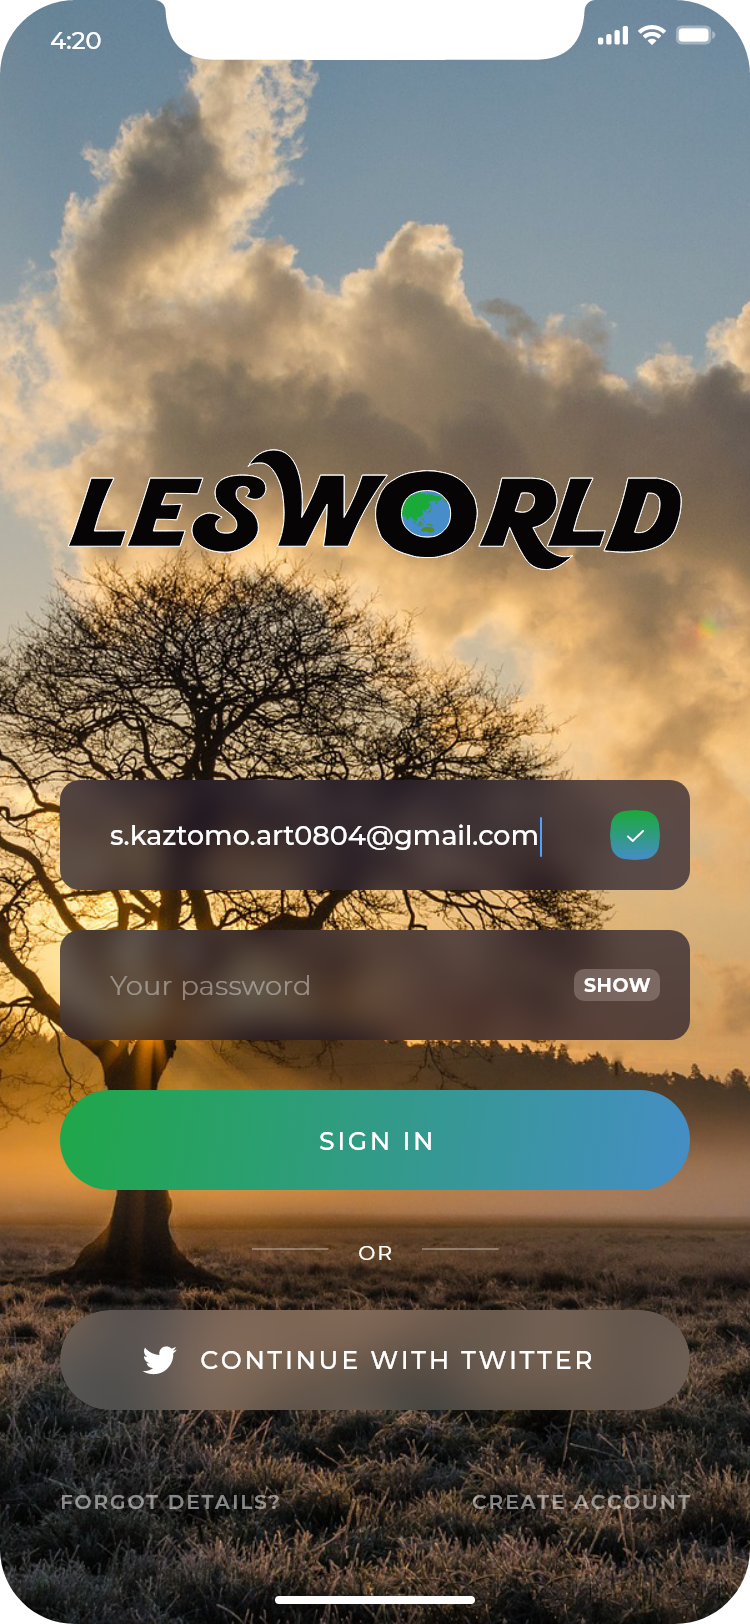 4:20
LESWORLD
s.kaztomo.art0804@gmail.com
Your password
SHOW
SIGN IN
OR
CONTINUE WITH TWITTER
FORGOT DETAILS?
CREATE ACCOUNT